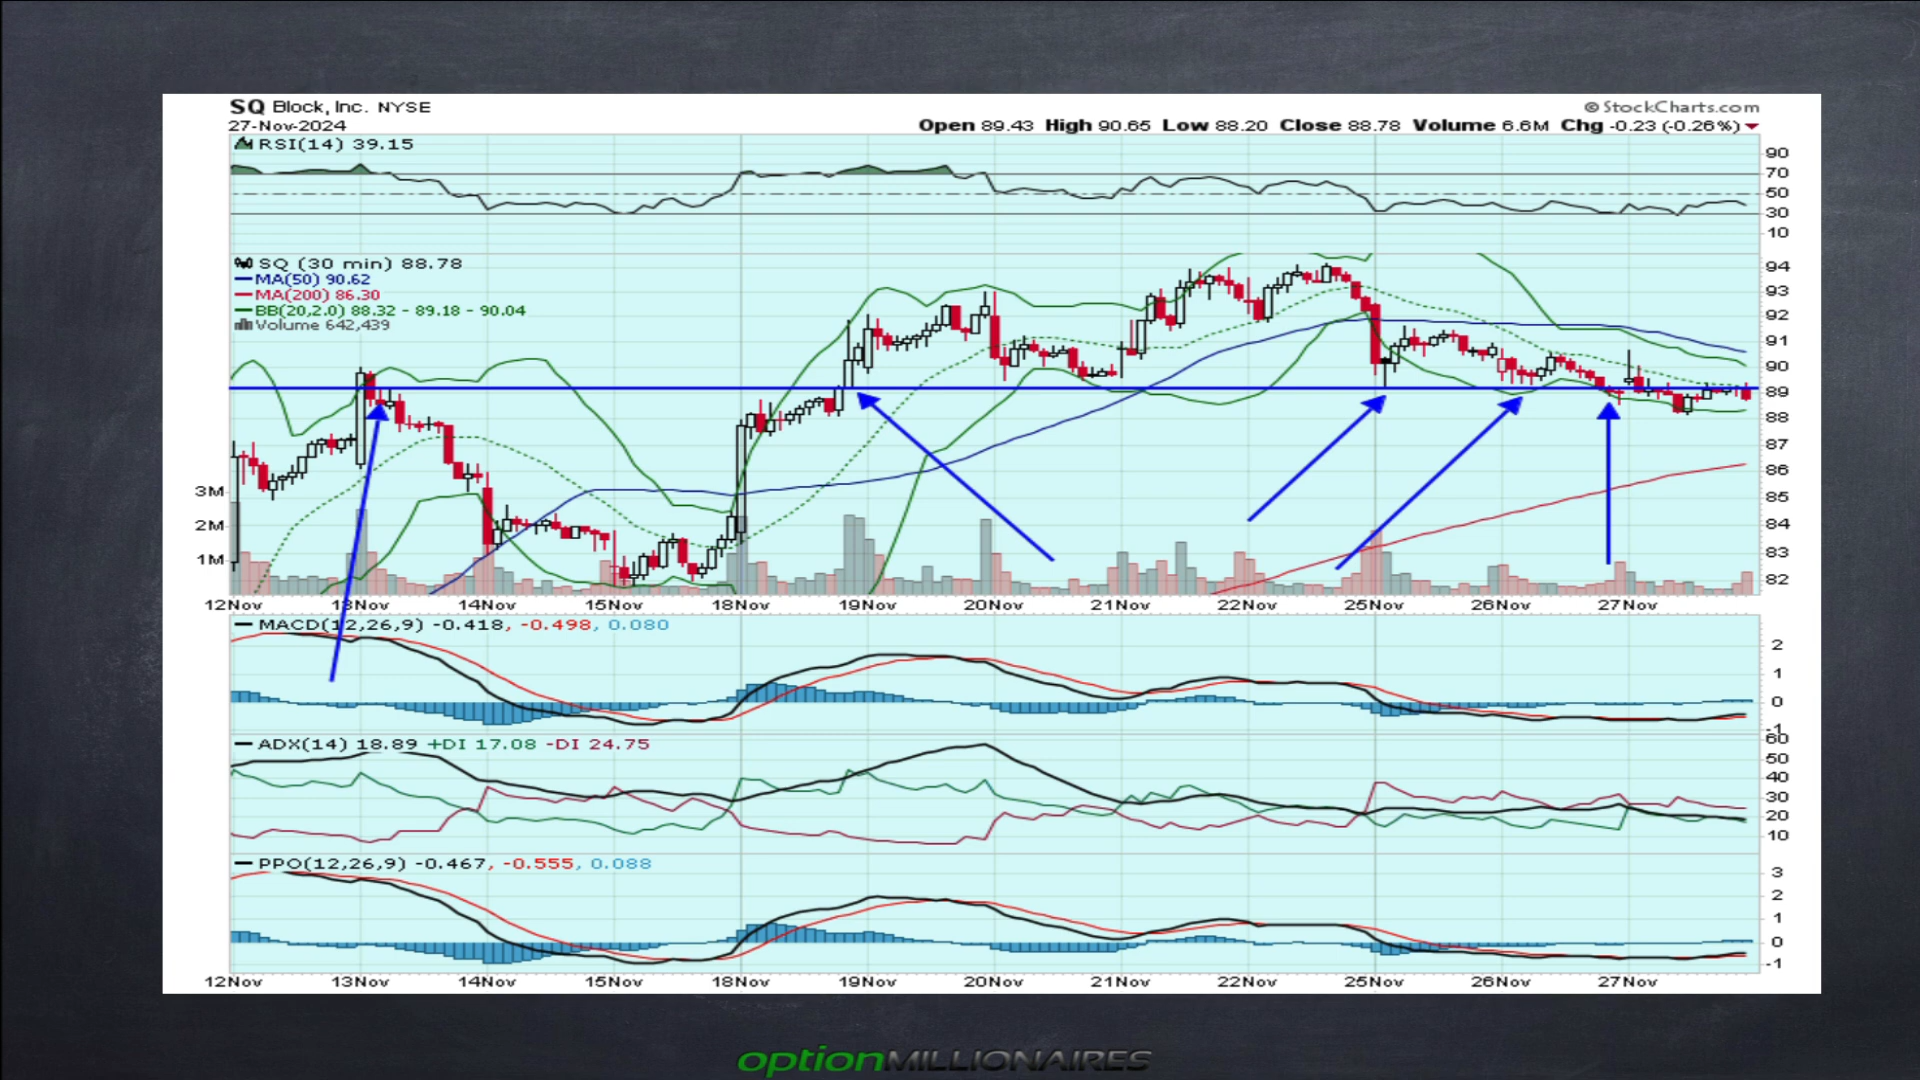 SQ Block, Inc. NYSE
© StockCharts.com
27-Nov-2024
Open 89.43 High 90.65 Low 88.20 Close 88.78 Volume 6.6M Chg -0.23 (-0.26%)
RSI(14) 39.15
90
70
50
30
10
SQ (30 min) 88.78
MA(50) 90.62
MA(200) 86.30
BB(20,2.0) 88.32 - 89.18 - 90.04
Volume 642,439
94
93
92
91
90
89
88
87
86
85
84
83
82
3M
2M
1M
12Nov 13Nov 14Nov 15Nov 18Nov 19Nov 20Nov 21Nov 22Nov 25Nov 26Nov 27Nov
MACD(12,26,9) -0.418, -0.498, 0.080
2
1
0
-1
ADX(14) 18.89 +DI 17.08 -DI 24.75
60
50
40
30
20
10
PPO(12,26,9) -0.467, -0.555, 0.088
3
2
1
0
-1
12Nov 13Nov 14Nov 15Nov 18Nov 19Nov 20Nov 21Nov 22Nov 25Nov 26Nov 27Nov
optionMILLIONAIRES